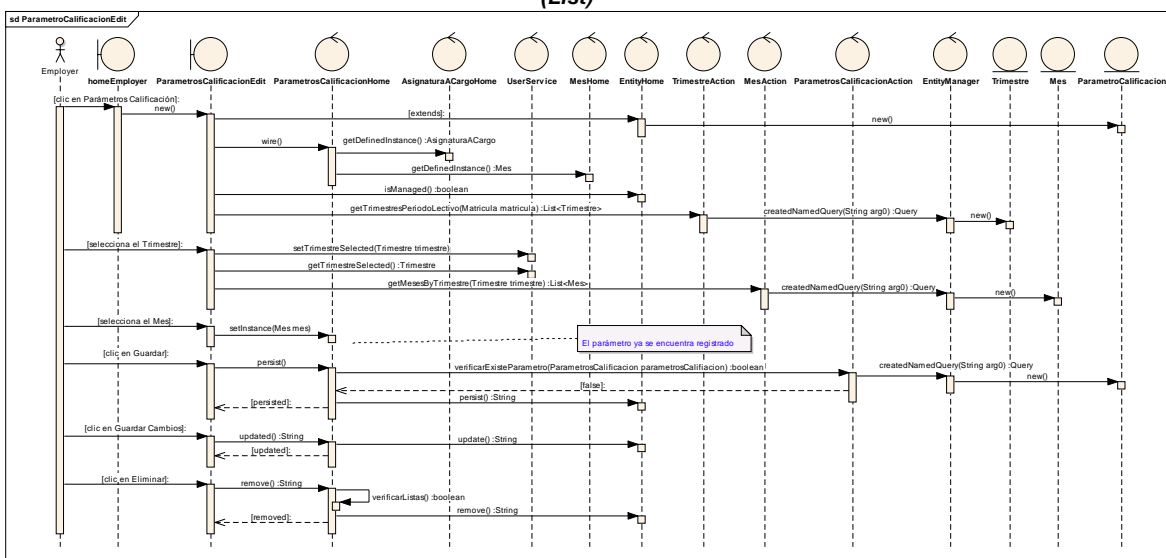 (List)
sd ParametroCalificacionEdit
Employer
homeEmployer
ParametrosCalificacionEdit
ParametrosCalificacionHome
AsignaturaACargoHome
UserService
MesHome
EntityHome
TrimestreAction
MesAction
ParametrosCalificacionAction
EntityManager
Trimestre
Mes
ParametroCalificacion
[clic en Parámetros Calificación]:
new()
[extends]:
new()
wire()
getDefinedInstance() :AsignaturaACargo
getDefinedInstance() :Mes
isManaged() :boolean
getTrimestresPeriodoLectivo(Matricula matricula) :List<Trimestre>
createdNamedQuery(String arg0) :Query
new()
[selecciona el Trimestre]:
setTrimestreSelected(Trimestre trimestre)
getTrimestreSelected() :Trimestre
getMesesByTrimestre(Trimestre trimestre) :List<Mes>
createdNamedQuery(String arg0) :Query
new()
[selecciona el Mes]:
setInstance(Mes mes)
El parámetro ya se encuentra registrado
[clic en Guardar]:
persist()
verificarExisteParametro(ParametrosCalificacion parametrosCalifiacion) :boolean
createdNamedQuery(String arg0) :Query
new()
[false]:
[persisted]:
persist() :String
[clic en Guardar Cambios]:
updated() :String
update() :String
[updated]:
[clic en Eliminar]:
remove() :String
verificarListas() :boolean
[removed]:
remove() :String